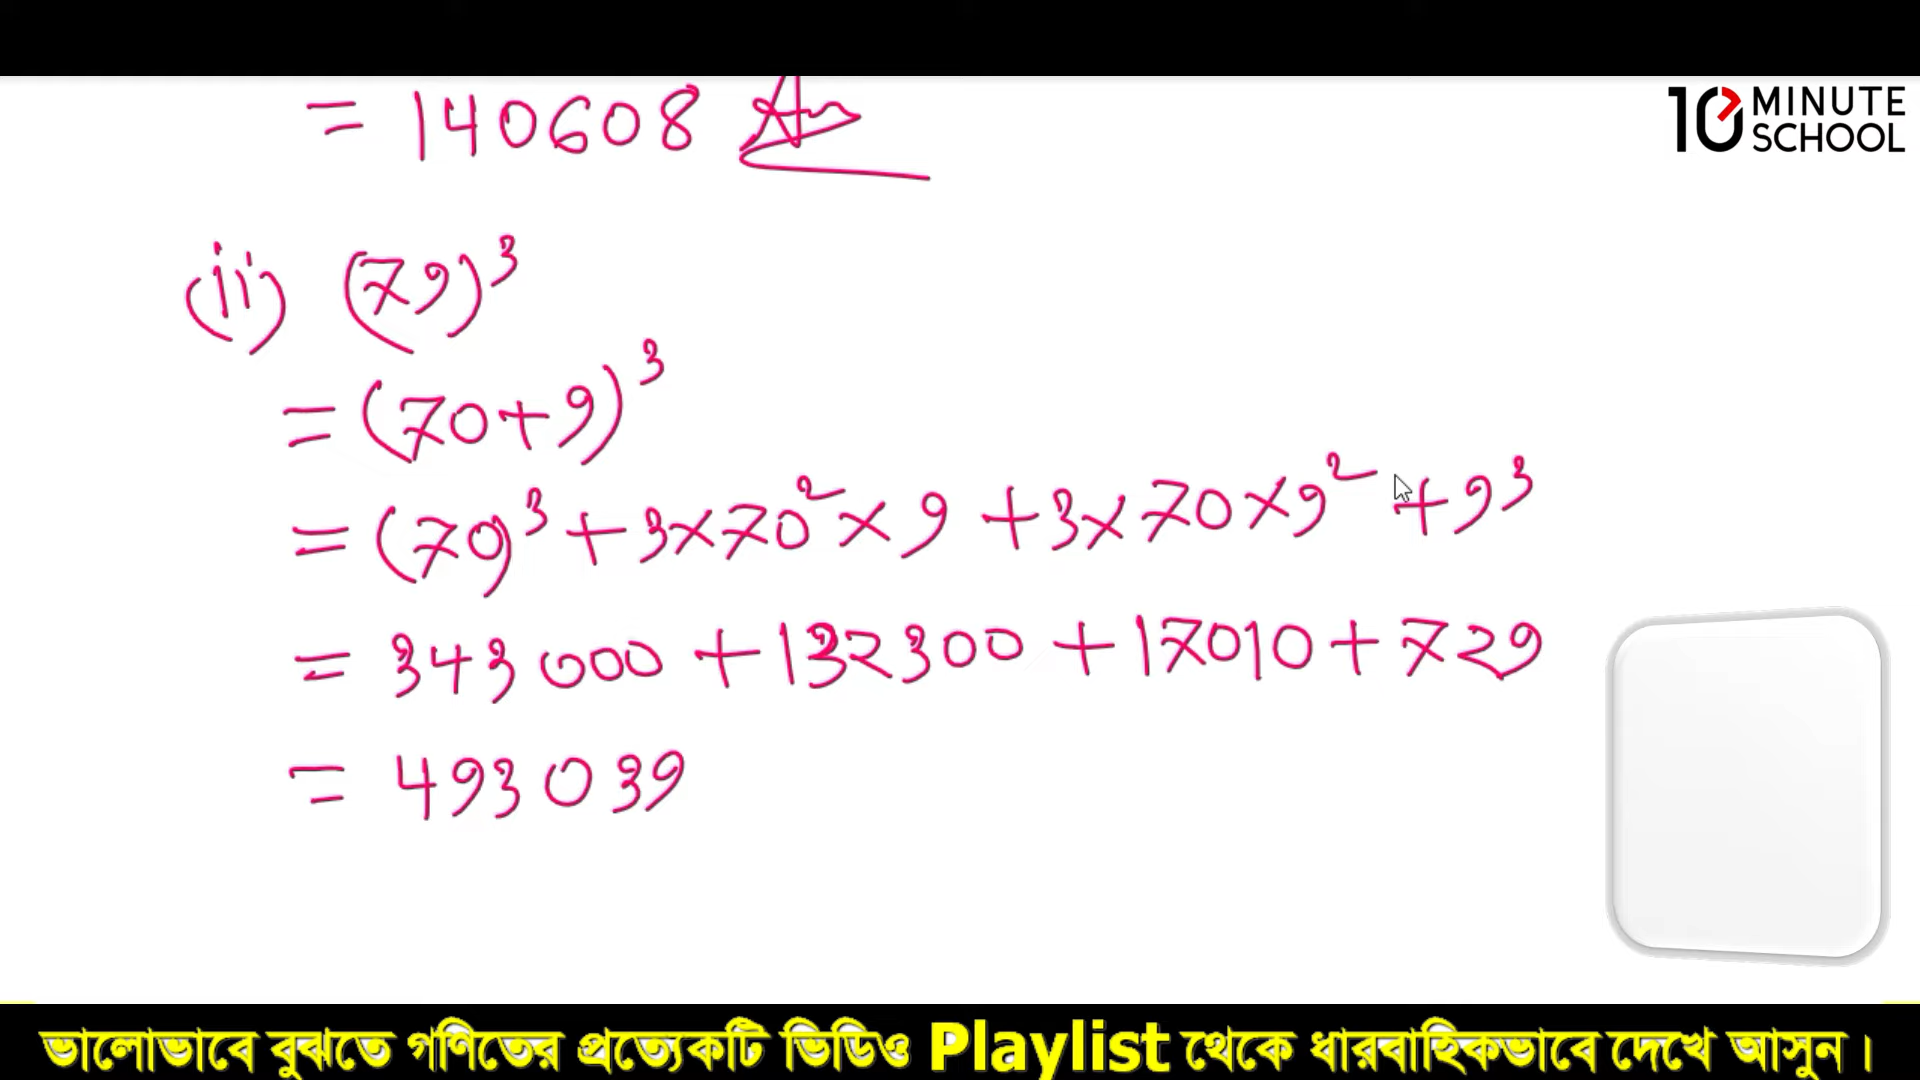 = 140608 Ans
10 MINUTE
SCHOOL
(ii) (79)³
= (70+9)³
= (70)³ + 3×70²×9 + 3×70×9² + 9³
= 343000 + 132300 + 17010 + 729
= 493039
ভালোভাবে বুঝতে গণিতের প্রত্যেকটি ভিডিও Playlist থেকে ধারবাহিকভাবে দেখে আসুন।